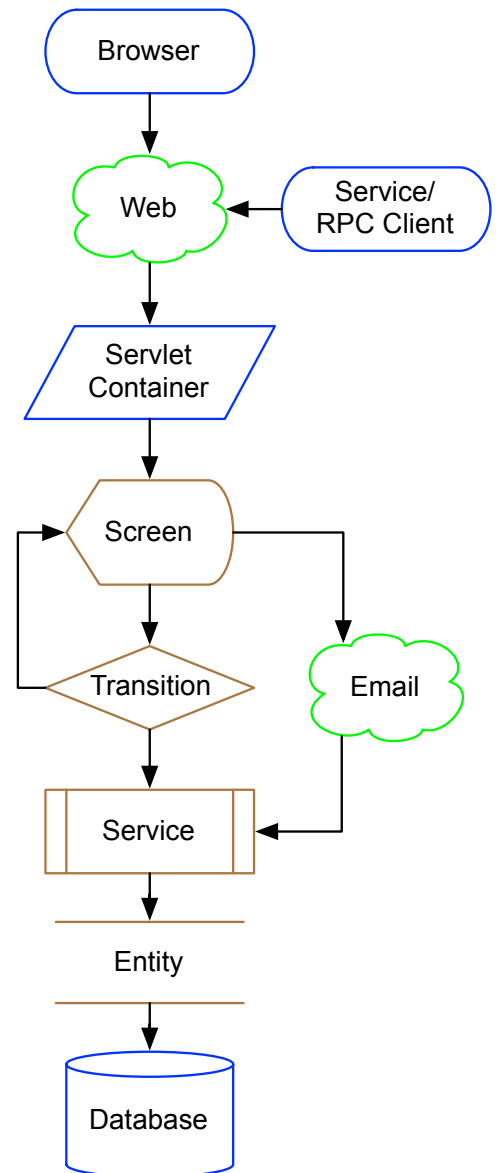 Browser
Web
Service/
RPC Client
Servlet
Container
Screen
Transition
Email
Service
Entity
Database